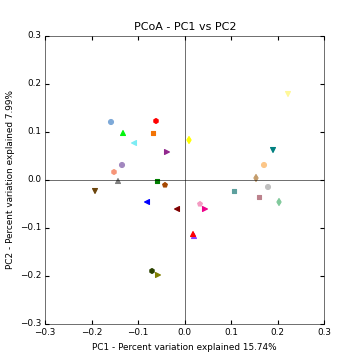 PCoA - PC1 vs PC2
PC2 - Percent variation explained 7.99%
0.3
0.2
0.1
0.0
−0.1
−0.2
−0.3
−0.3 −0.2 −0.1 0.0 0.1 0.2 0.3
PC1 - Percent variation explained 15.74%